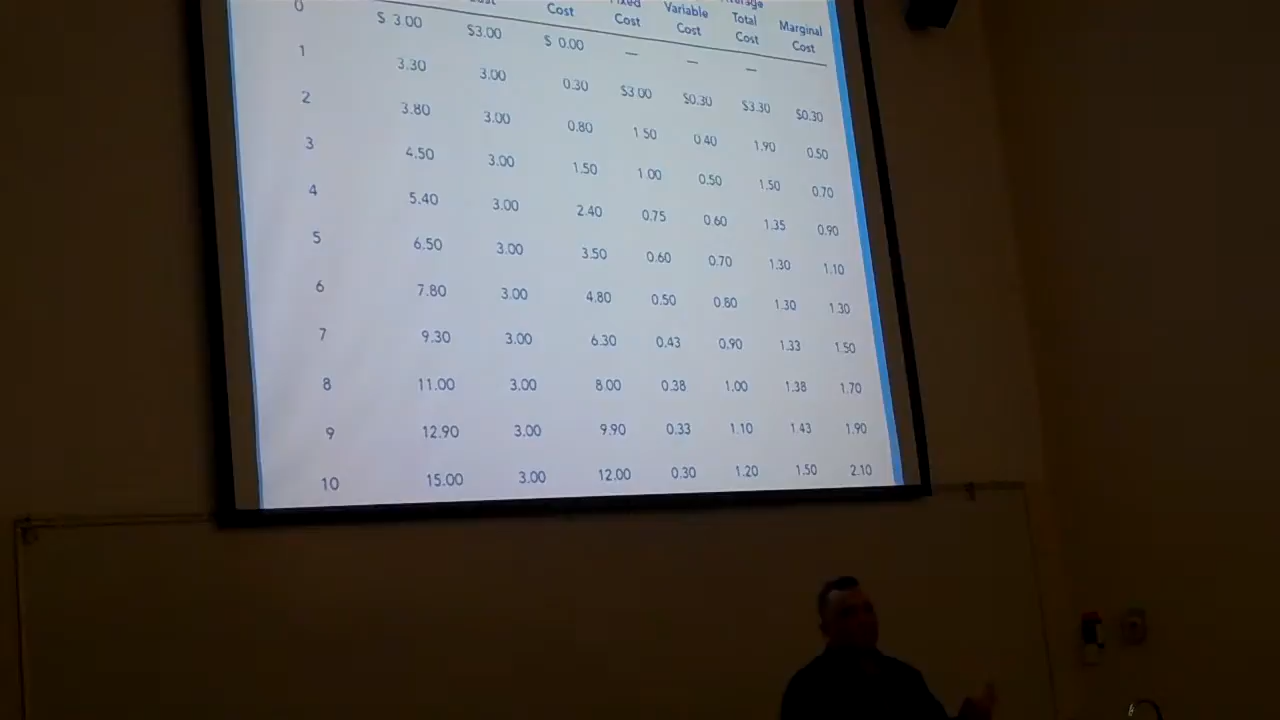 Cost Fixed Cost Variable Cost Total Cost Marginal Cost
0 $ 3.00 $3.00 $ 0.00 — — —
1 3.30 3.00 0.30 $3.00 $0.30 $3.30 $0.30
2 3.80 3.00 0.80 1.50 0.40 1.90 0.50
3 4.50 3.00 1.50 1.00 0.50 1.50 0.70
4 5.40 3.00 2.40 0.75 0.60 1.35 0.90
5 6.50 3.00 3.50 0.60 0.70 1.30 1.10
6 7.80 3.00 4.80 0.50 0.80 1.30 1.30
7 9.30 3.00 6.30 0.43 0.90 1.33 1.50
8 11.00 3.00 8.00 0.38 1.00 1.38 1.70
9 12.90 3.00 9.90 0.33 1.10 1.43 1.90
10 15.00 3.00 12.00 0.30 1.20 1.50 2.10